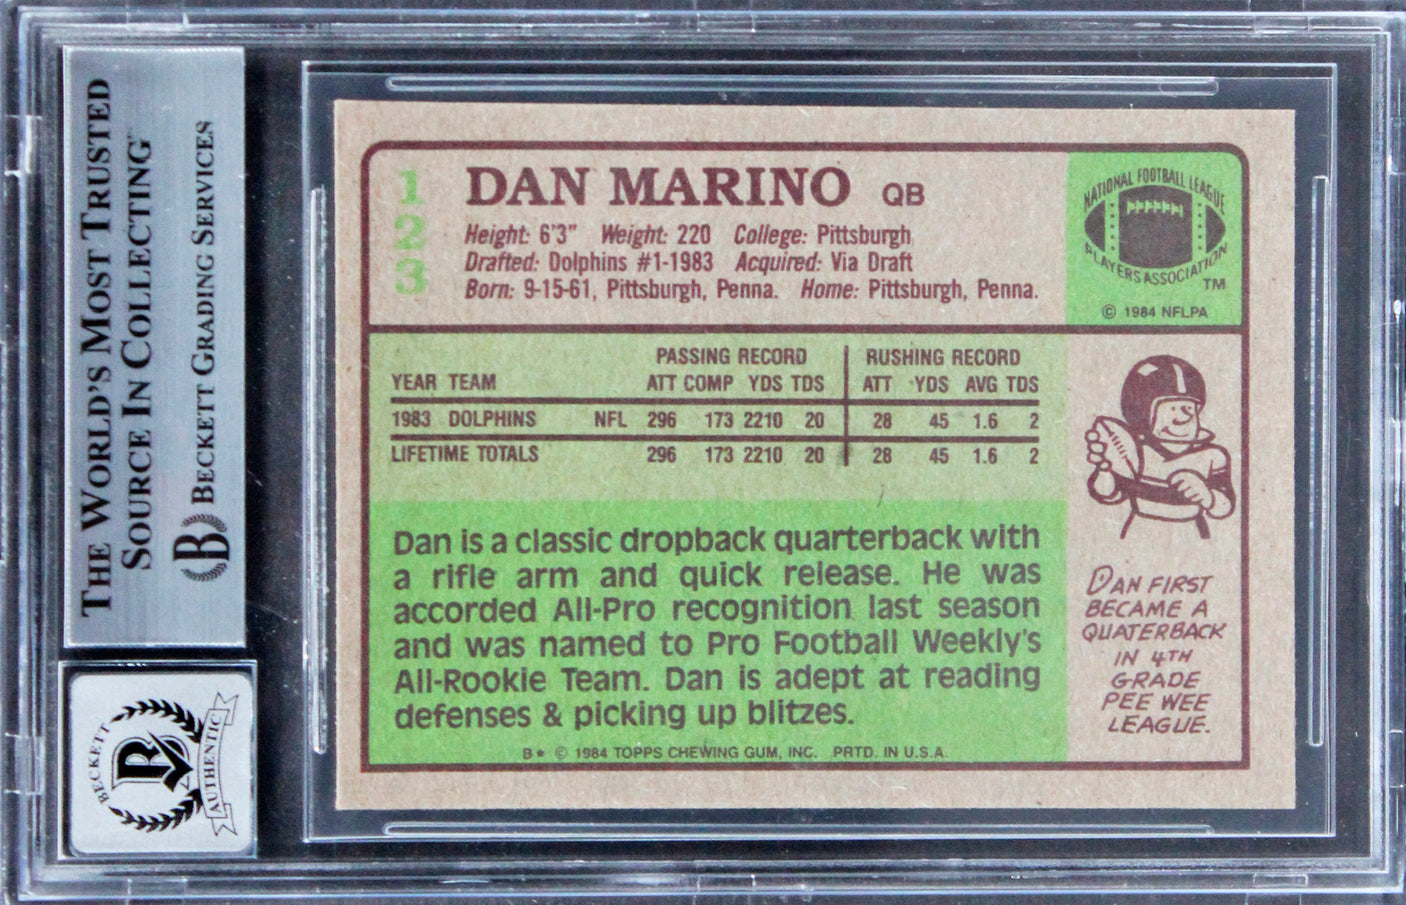 THE WORLD'S MOST TRUSTED
SOURCE IN COLLECTING
BECKETT GRADING SERVICES
B
BECKETT
B
AUTHENTIC
123
DAN MARINO QB
Height: 6'3" Weight: 220 College: Pittsburgh
Drafted: Dolphins #1-1983 Acquired: Via Draft
Born: 9-15-61, Pittsburgh, Penna. Home: Pittsburgh, Penna.
NATIONAL FOOTBALL LEAGUE
PLAYERS ASSOCIATION
TM
© 1984 NFLPA
PASSING RECORD RUSHING RECORD
YEAR TEAM ATT COMP YDS TDS ATT YDS AVG TDS
1983 DOLPHINS NFL 296 173 2210 20 28 45 1.6 2
LIFETIME TOTALS 296 173 2210 20 28 45 1.6 2
Dan is a classic dropback quarterback with
a rifle arm and quick release. He was
accorded All-Pro recognition last season
and was named to Pro Football Weekly's
All-Rookie Team. Dan is adept at reading
defenses & picking up blitzes.
B* © 1984 TOPPS CHEWING GUM, INC. PRTD. IN U.S.A.
DAN FIRST
BECAME A
QUATERBACK
IN 4TH
GRADE
PEE WEE
LEAGUE.